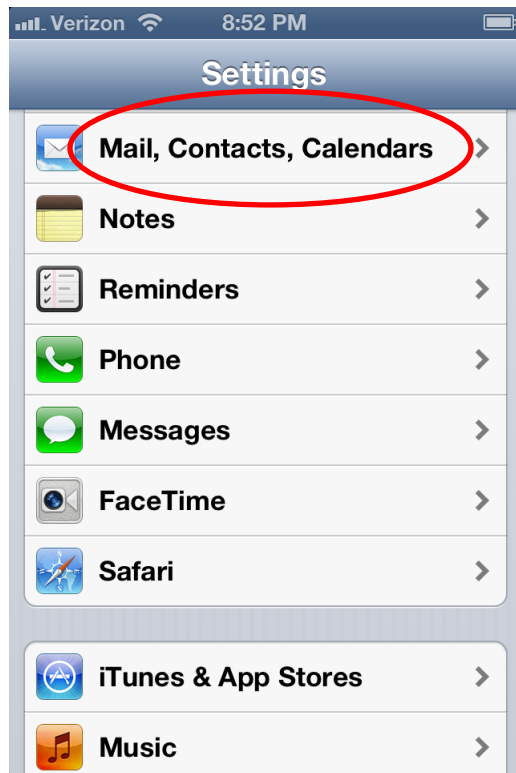 Verizon 8:52 PM
Settings
Mail, Contacts, Calendars
Notes
Reminders
Phone
Messages
FaceTime
Safari
iTunes & App Stores
Music